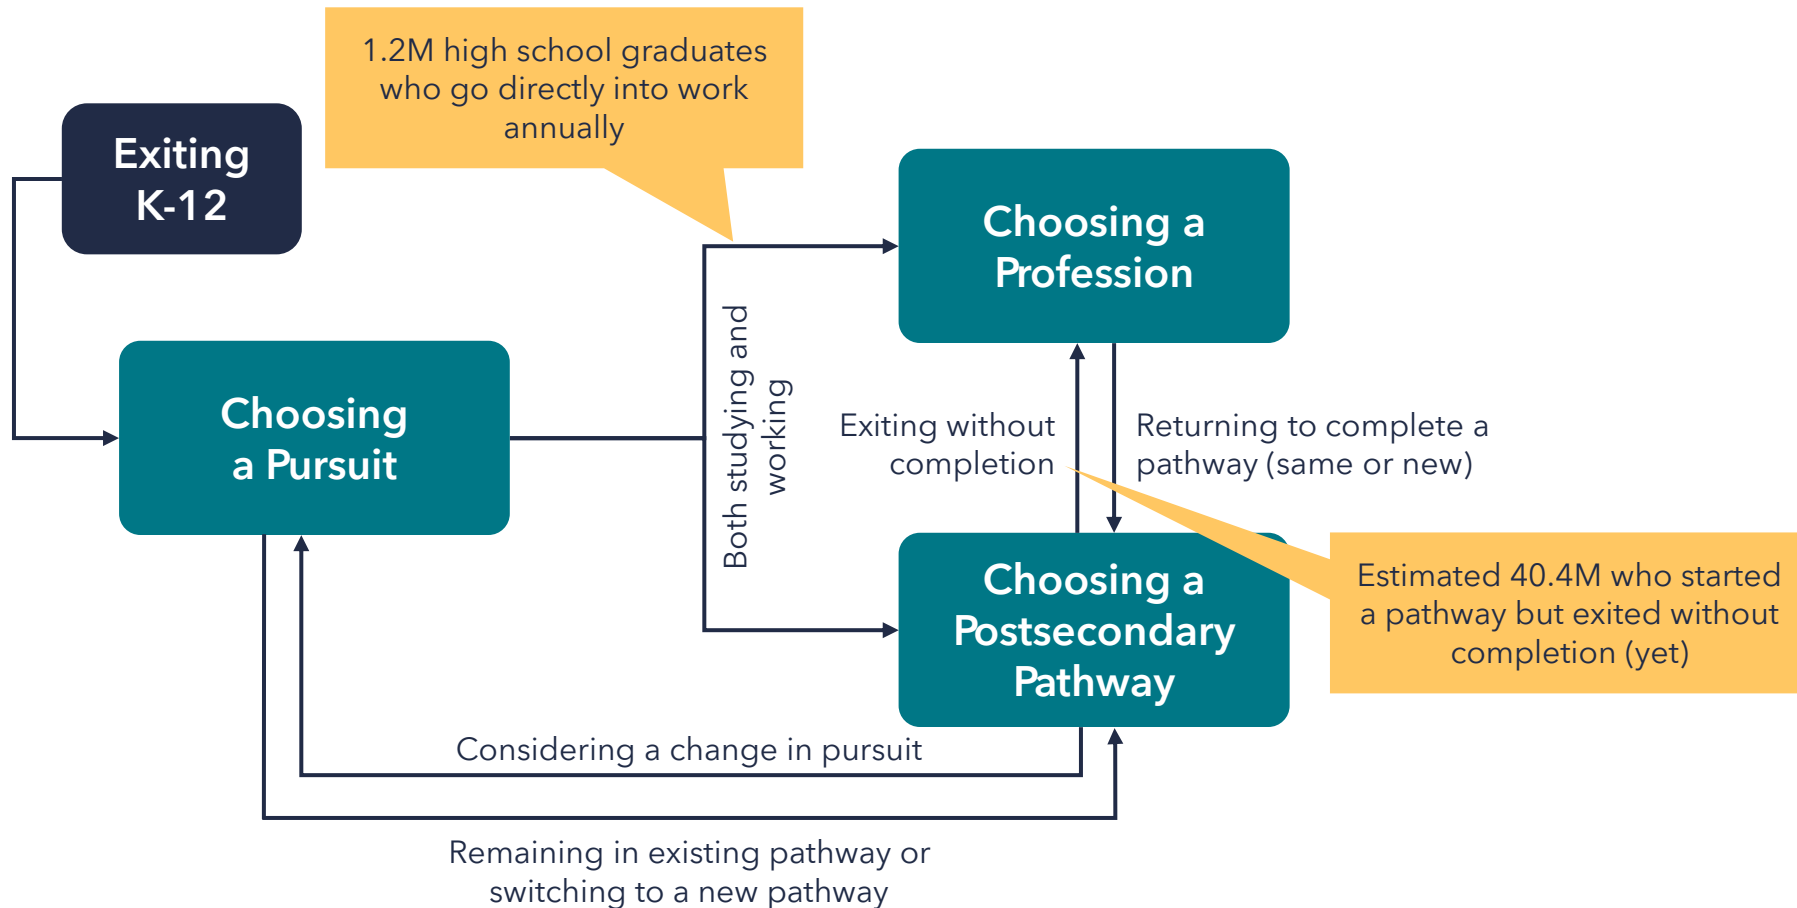 1.2M high school graduates
who go directly into work
annually
Exiting
K-12
Choosing a
Profession
Choosing
a Pursuit
Both studying and
working
Exiting without
completion
Returning to complete a
pathway (same or new)
Choosing a
Postsecondary
Pathway
Estimated 40.4M who started
a pathway but exited without
completion (yet)
Considering a change in pursuit
Remaining in existing pathway or
switching to a new pathway